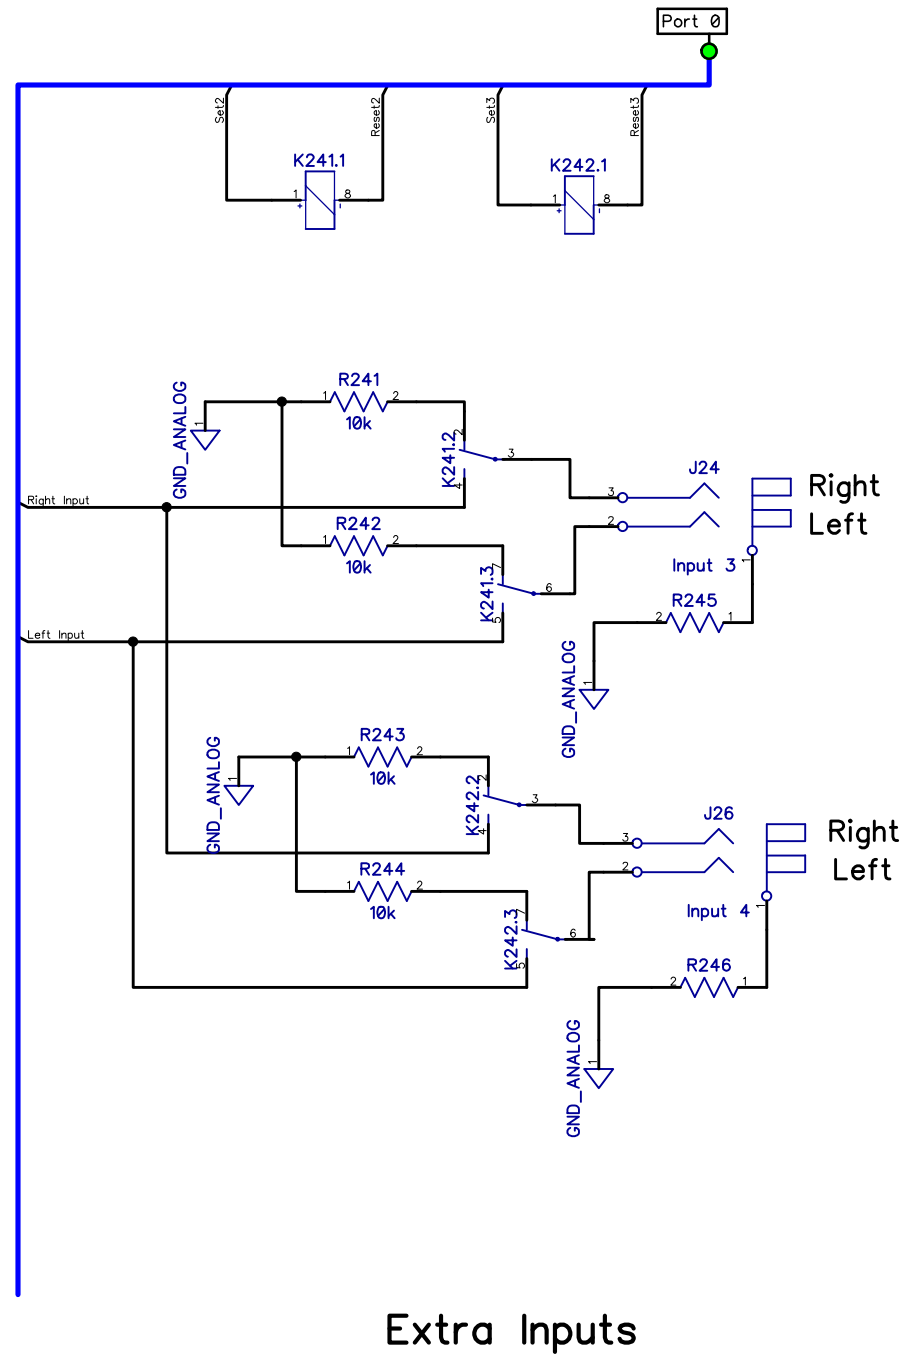 Port 0
Set2
Reset2
Set3
Reset3
K241.1
1 + 8 -
K242.1
1 + 8 -
R241
1 2
10k
GND_ANALOG
1
K241.2
2
3
4
J24
3
2
Right
Left
Right Input
R242
1 2
10k
Input 3
1
K241.3
7
6
5
R245
2 1
Left Input
GND_ANALOG
1
R243
1 2
10k
GND_ANALOG
1
K242.2
2
3
4
J26
3
2
Right
Left
R244
1 2
10k
Input 4
1
K242.3
7
6
5
R246
2 1
GND_ANALOG
1
Extra Inputs